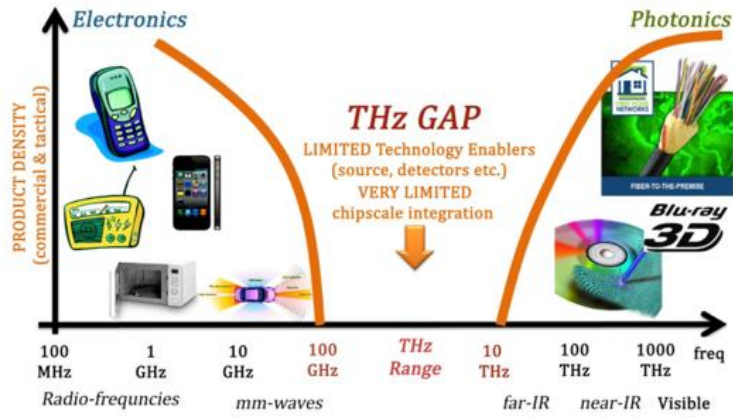 Electronics
Photonics
PRODUCT DENSITY
(commercial & tactical)
THz GAP
LIMITED Technology Enablers
(source, detectors etc.)
VERY LIMITED
chipscale integration
NETWORKS
FIBER-TO-THE-PREMISE
Blu-ray
3D
100 MHz
1 GHz
10 GHz
100 GHz
THz Range
10 THz
100 THz
1000 THz
freq
Radio-frequncies
mm-waves
far-IR
near-IR
Visible